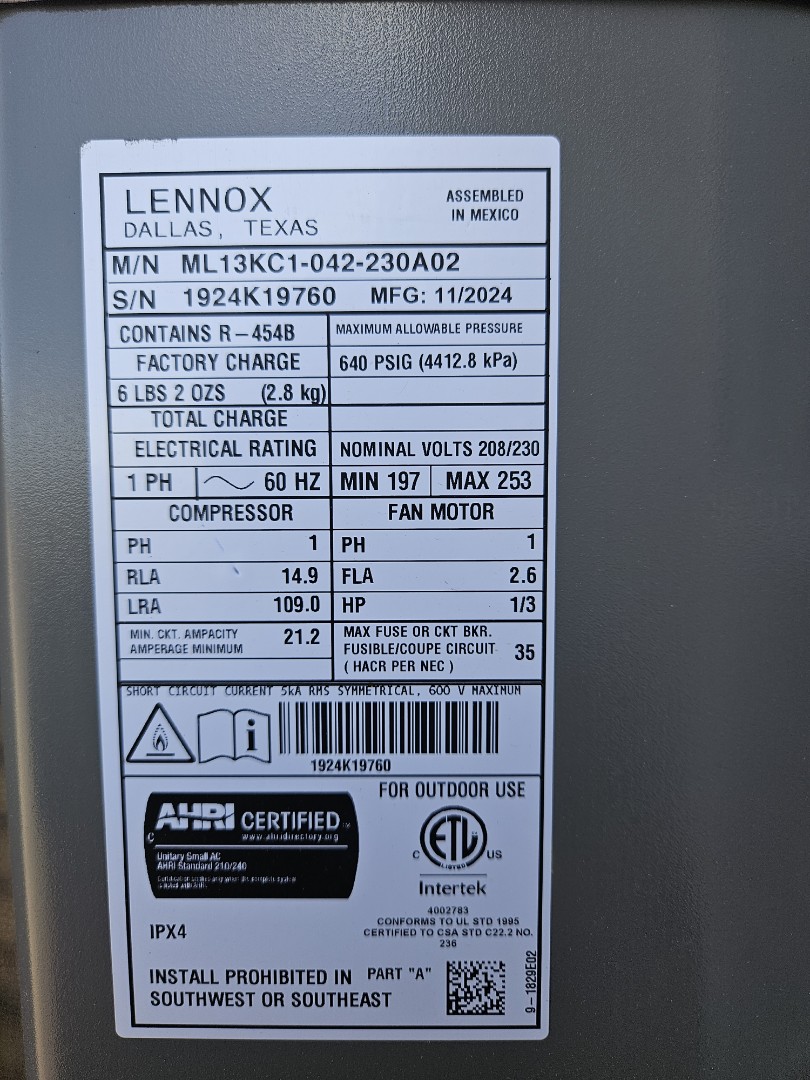 LENNOX
DALLAS, TEXAS
ASSEMBLED
IN MEXICO
M/N ML13KC1-042-230A02
S/N 1924K19760 MFG: 11/2024
CONTAINS R-454B
MAXIMUM ALLOWABLE PRESSURE
FACTORY CHARGE
640 PSIG (4412.8 kPa)
6 LBS 2 OZS (2.8 kg)
TOTAL CHARGE
ELECTRICAL RATING
NOMINAL VOLTS 208/230
1 PH 60 HZ
MIN 197 MAX 253
COMPRESSOR
FAN MOTOR
PH 1
PH 1
RLA 14.9
FLA 2.6
LRA 109.0
HP 1/3
MIN. CKT. AMPACITY
AMPERAGE MINIMUM
21.2
MAX FUSE OR CKT BKR.
FUSIBLE/COUPE CIRCUIT
(HACR PER NEC)
35
SHORT CIRCUIT CURRENT 5kA RMS SYMMETRICAL, 600 V MAXIMUM
i
1924K19760
AHRI CERTIFIED
www.ahridirectory.org
C
Unitary Small AC
AHRI Standard 210/240
FOR OUTDOOR USE
C ETL US
LISTED
Intertek
4002783
CONFORMS TO UL STD 1995
CERTIFIED TO CSA STD C22.2 NO.
236
IPX4
INSTALL PROHIBITED IN
SOUTHWEST OR SOUTHEAST
PART "A"
9-1829E02